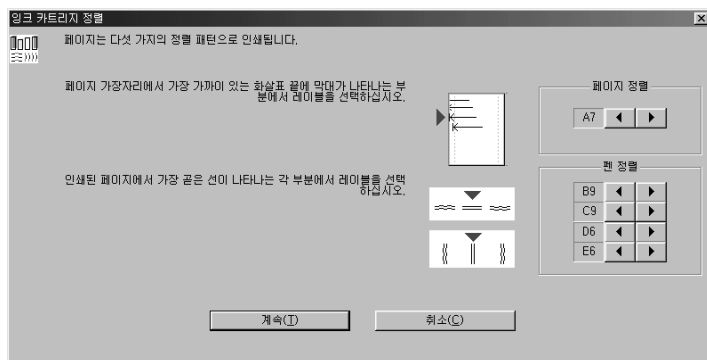 잉크 카트리지 정렬
페이지는 다섯 가지의 정렬 패턴으로 인쇄됩니다.
페이지 가장자리에서 가장 가까이 있는 화살표 끝에 막대가 나타나는 부
분에서 레이블을 선택하십시오.
페이지 정렬
A7
인쇄된 페이지에서 가장 곧은 선이 나타나는 각 부분에서 레이블을 선택
하십시오.
펜 정렬
B9
C9
D6
E6
계속(T)
취소(C)